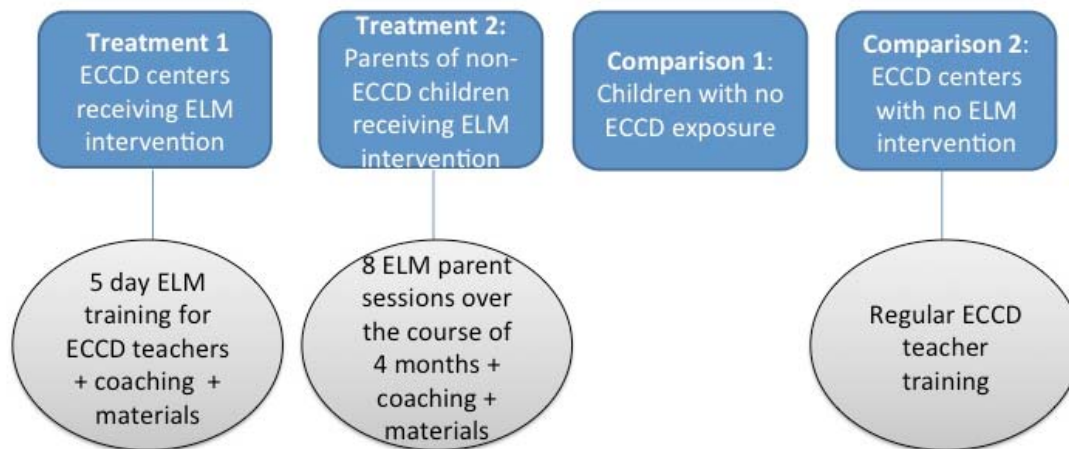 Treatment 1
ECCD centers
receiving ELM
intervention
Treatment 2:
Parents of non-
ECCD children
receiving ELM
intervention
Comparison 1:
Children with no
ECCD exposure
Comparison 2:
ECCD centers
with no ELM
intervention
5 day ELM
training for
ECCD teachers
+ coaching +
materials
8 ELM parent
sessions over
the course of
4 months +
coaching +
materials
Regular ECCD
teacher
training